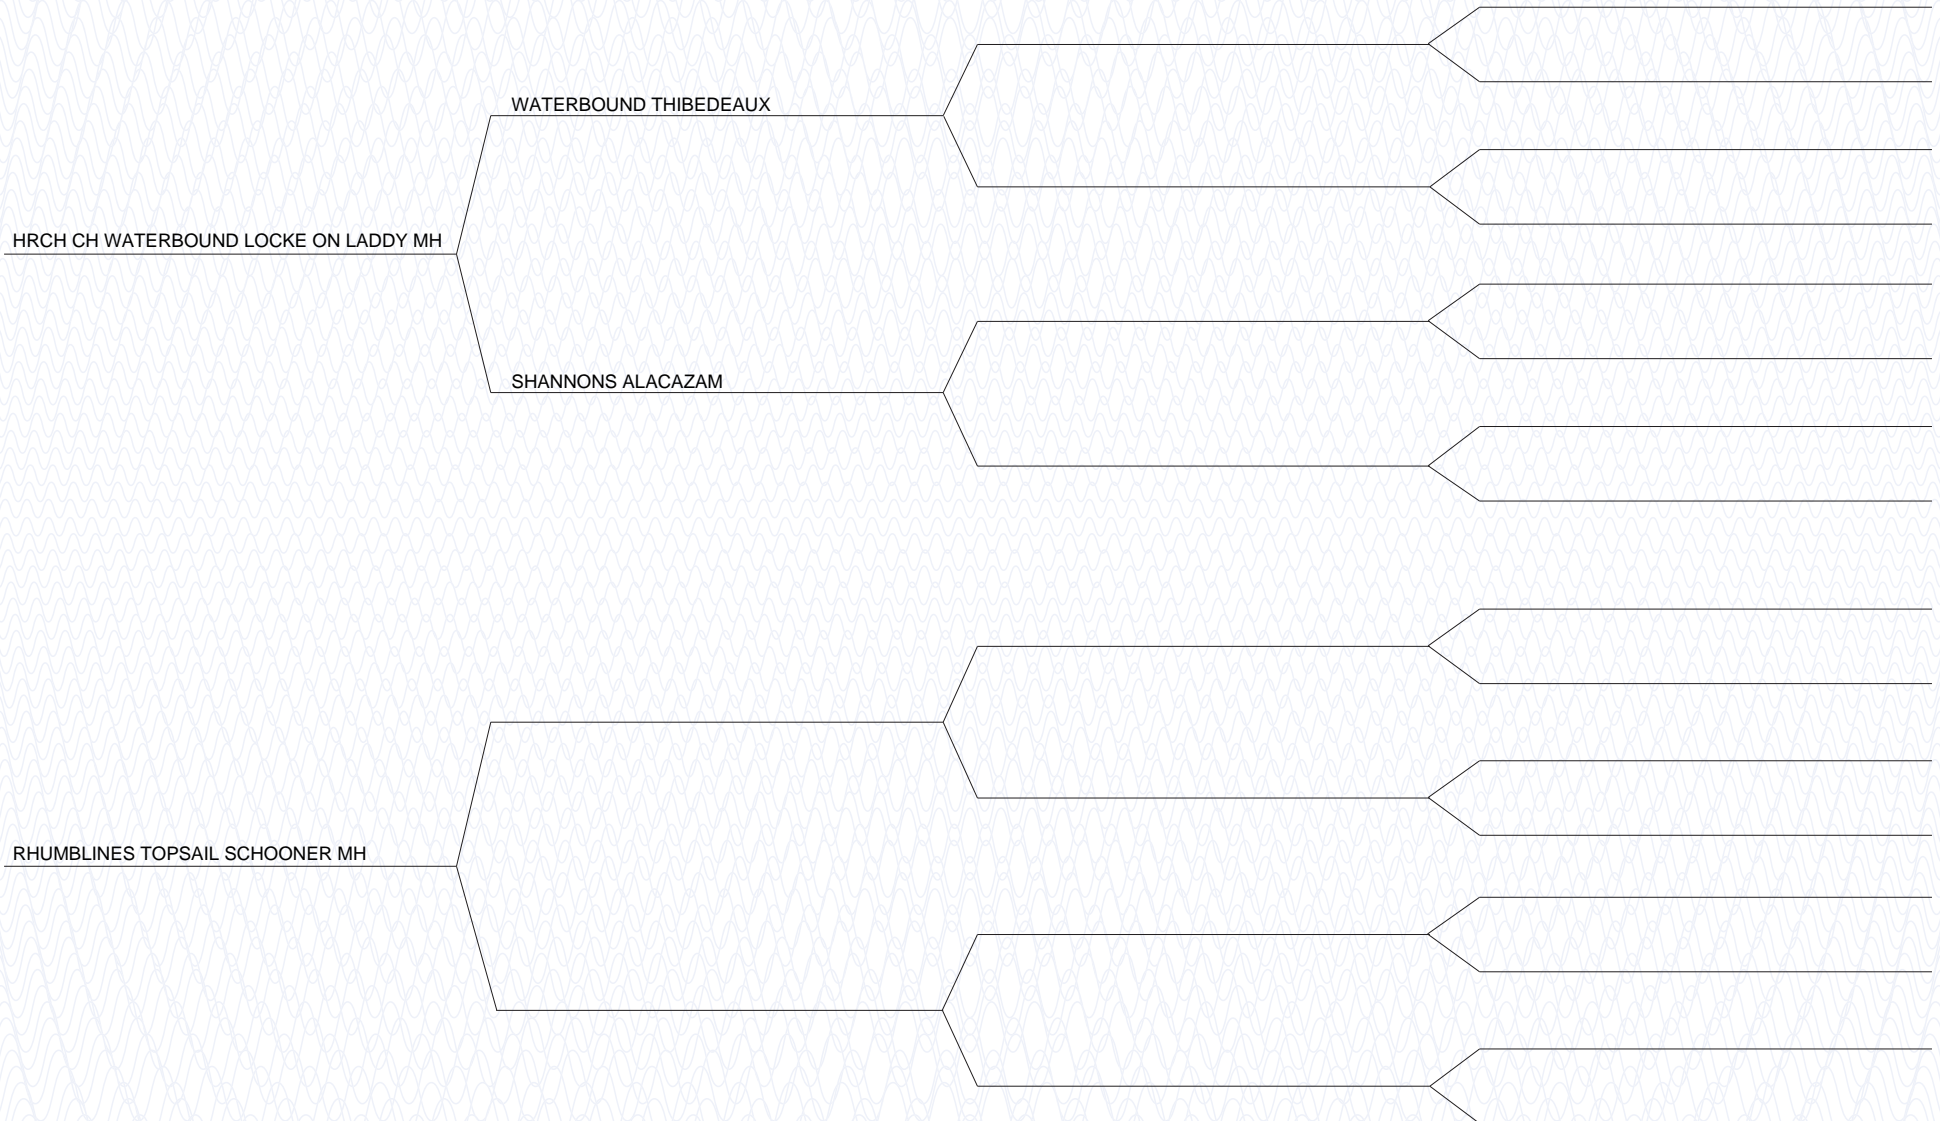 WATERBOUND THIBEDEAUX
HRCH CH WATERBOUND LOCKE ON LADDY MH
SHANNONS ALACAZAM
RHUMBLINES TOPSAIL SCHOONER MH